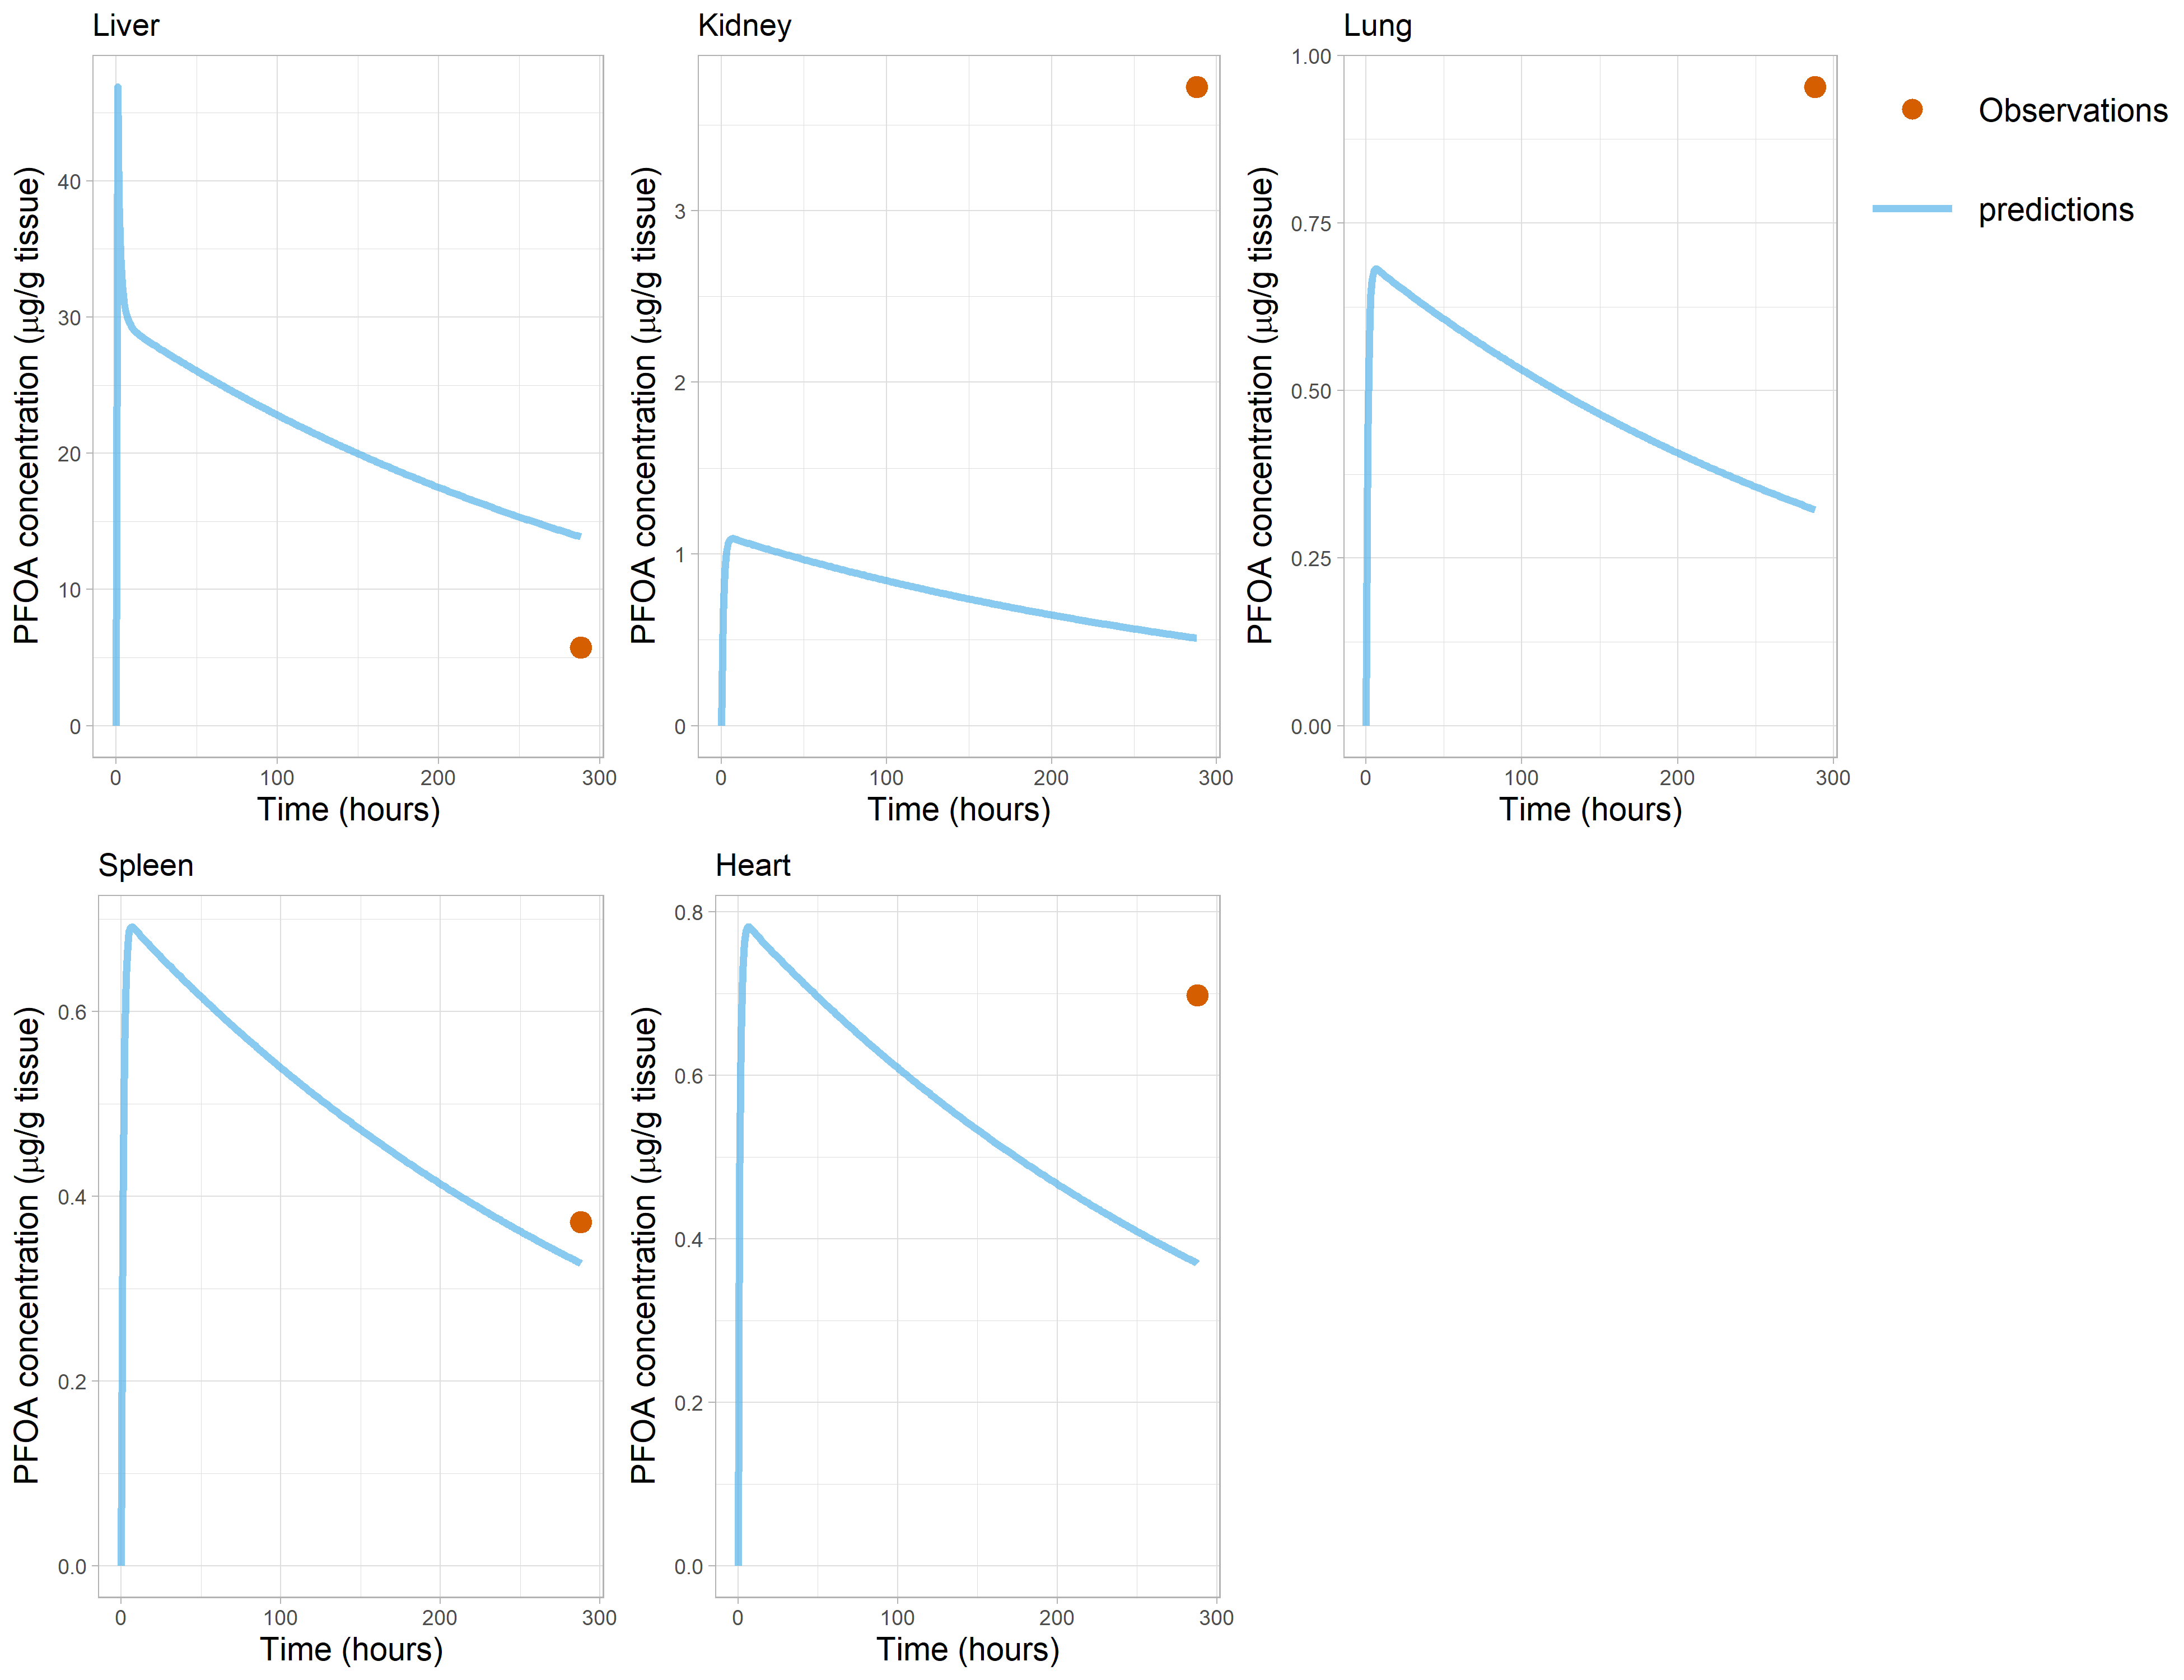 Liver
PFOA concentration (μg/g tissue)
40
30
20
10
0
0 100 200 300
Time (hours)
Kidney
PFOA concentration (μg/g tissue)
3
2
1
0
0 100 200 300
Time (hours)
Lung
PFOA concentration (μg/g tissue)
1.00
0.75
0.50
0.25
0.00
0 100 200 300
Time (hours)
Observations
predictions
Spleen
PFOA concentration (μg/g tissue)
0.6
0.4
0.2
0.0
0 100 200 300
Time (hours)
Heart
PFOA concentration (μg/g tissue)
0.8
0.6
0.4
0.2
0.0
0 100 200 300
Time (hours)